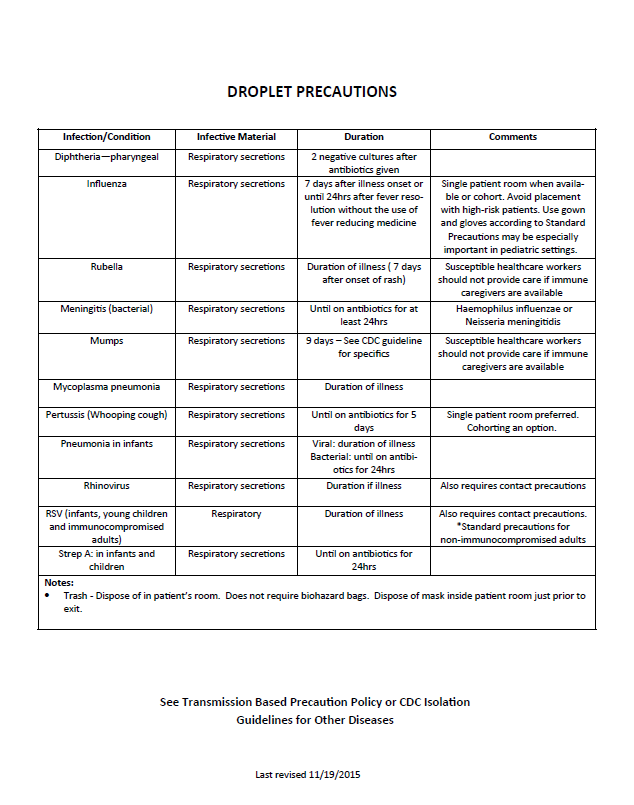 DROPLET PRECAUTIONS
Infection/Condition
Infective Material
Duration
Comments
Diphtheria—pharyngeal
Respiratory secretions
2 negative cultures after
antibiotics given
Influenza
Respiratory secretions
7 days after illness onset or
until 24hrs after fever reso-
lution without the use of
fever reducing medicine
Single patient room when availa-
ble or cohort. Avoid placement
with high-risk patients. Use gown
and gloves according to Standard
Precautions may be especially
important in pediatric settings.
Rubella
Respiratory secretions
Duration of illness ( 7 days
after onset of rash)
Susceptible healthcare workers
should not provide care if immune
caregivers are available
Meningitis (bacterial)
Respiratory secretions
Until on antibiotics for at
least 24hrs
Haemophilus influenzae or
Neisseria meningitidis
Mumps
Respiratory secretions
9 days – See CDC guideline
for specifics
Susceptible healthcare workers
should not provide care if immune
caregivers are available
Mycoplasma pneumonia
Respiratory secretions
Duration of illness
Pertussis (Whooping cough)
Respiratory secretions
Until on antibiotics for 5
days
Single patient room preferred.
Cohorting an option.
Pneumonia in infants
Respiratory secretions
Viral: duration of illness
Bacterial: until on antibi-
otics for 24hrs
Rhinovirus
Respiratory secretions
Duration if illness
Also requires contact precautions
RSV (infants, young children
and immunocompromised
adults)
Respiratory
Duration of illness
Also requires contact precautions.
*Standard precautions for
non-immunocompromised adults
Strep A: in infants and
children
Respiratory secretions
Until on antibiotics for
24hrs
Notes:
• Trash - Dispose of in patient's room. Does not require biohazard bags. Dispose of mask inside patient room just prior to
exit.
See Transmission Based Precaution Policy or CDC Isolation
Guidelines for Other Diseases
Last revised 11/19/2015